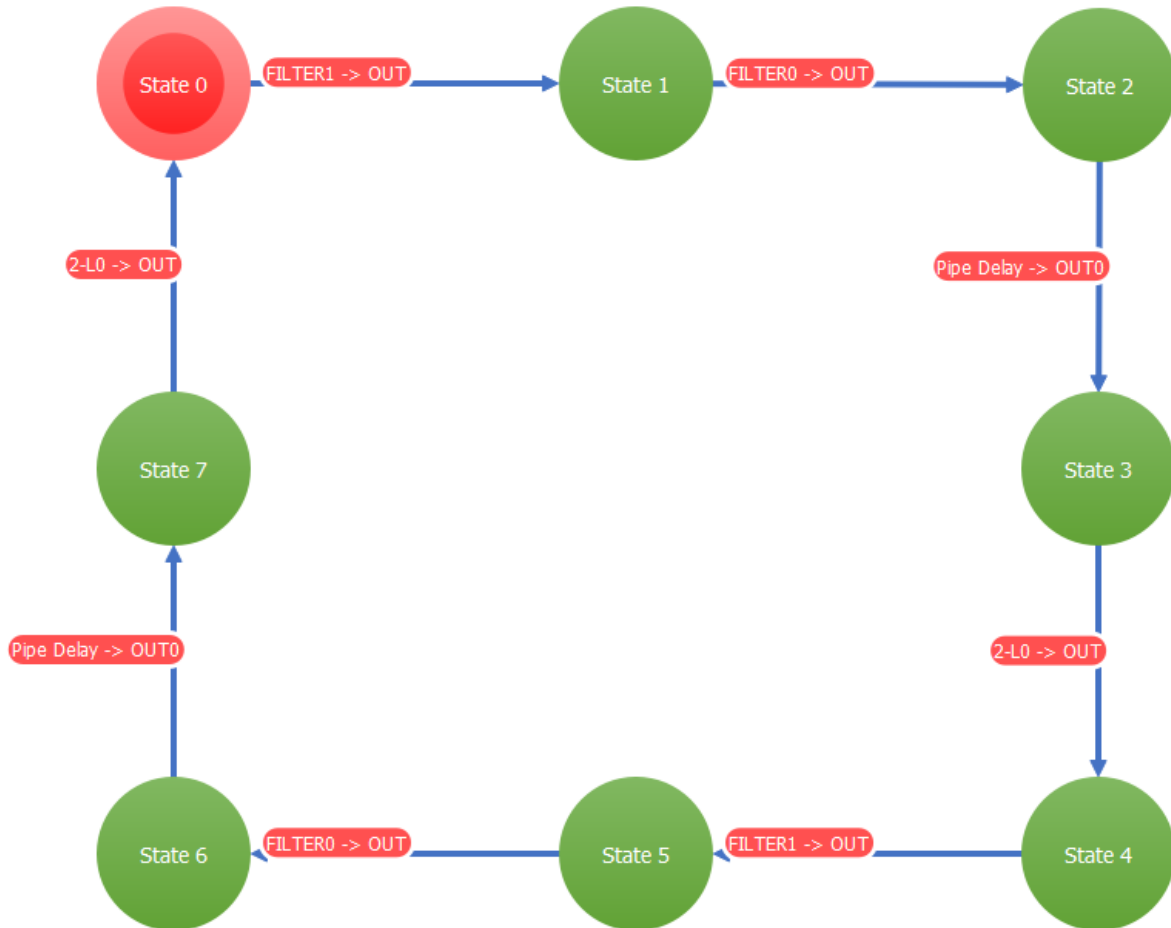 State 0
FILTER1 -> OUT
State 1
FILTER0 -> OUT
State 2
2-L0 -> OUT
Pipe Delay -> OUT0
State 7
State 3
Pipe Delay -> OUT0
2-L0 -> OUT
State 6
FILTER0 -> OUT
State 5
FILTER1 -> OUT
State 4